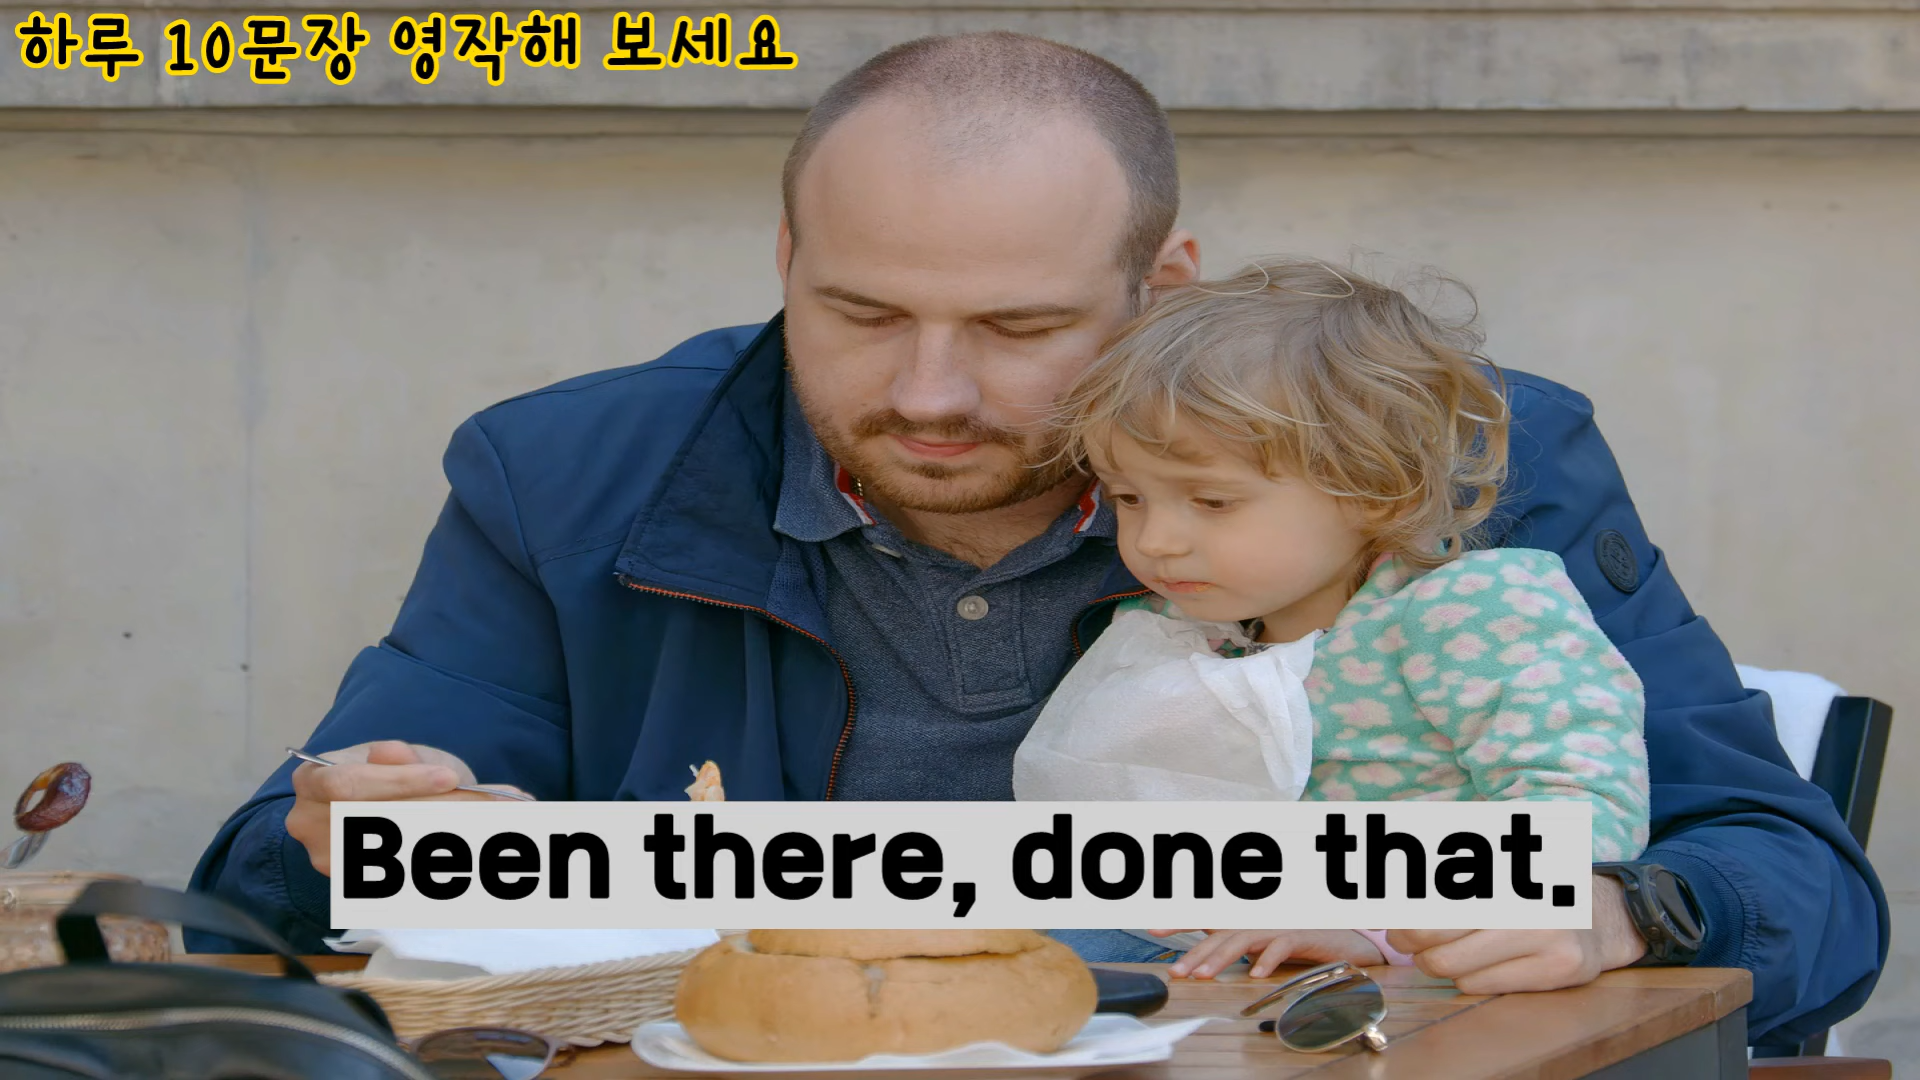 하루 10문장 영작해 보세요
Been there, done that.